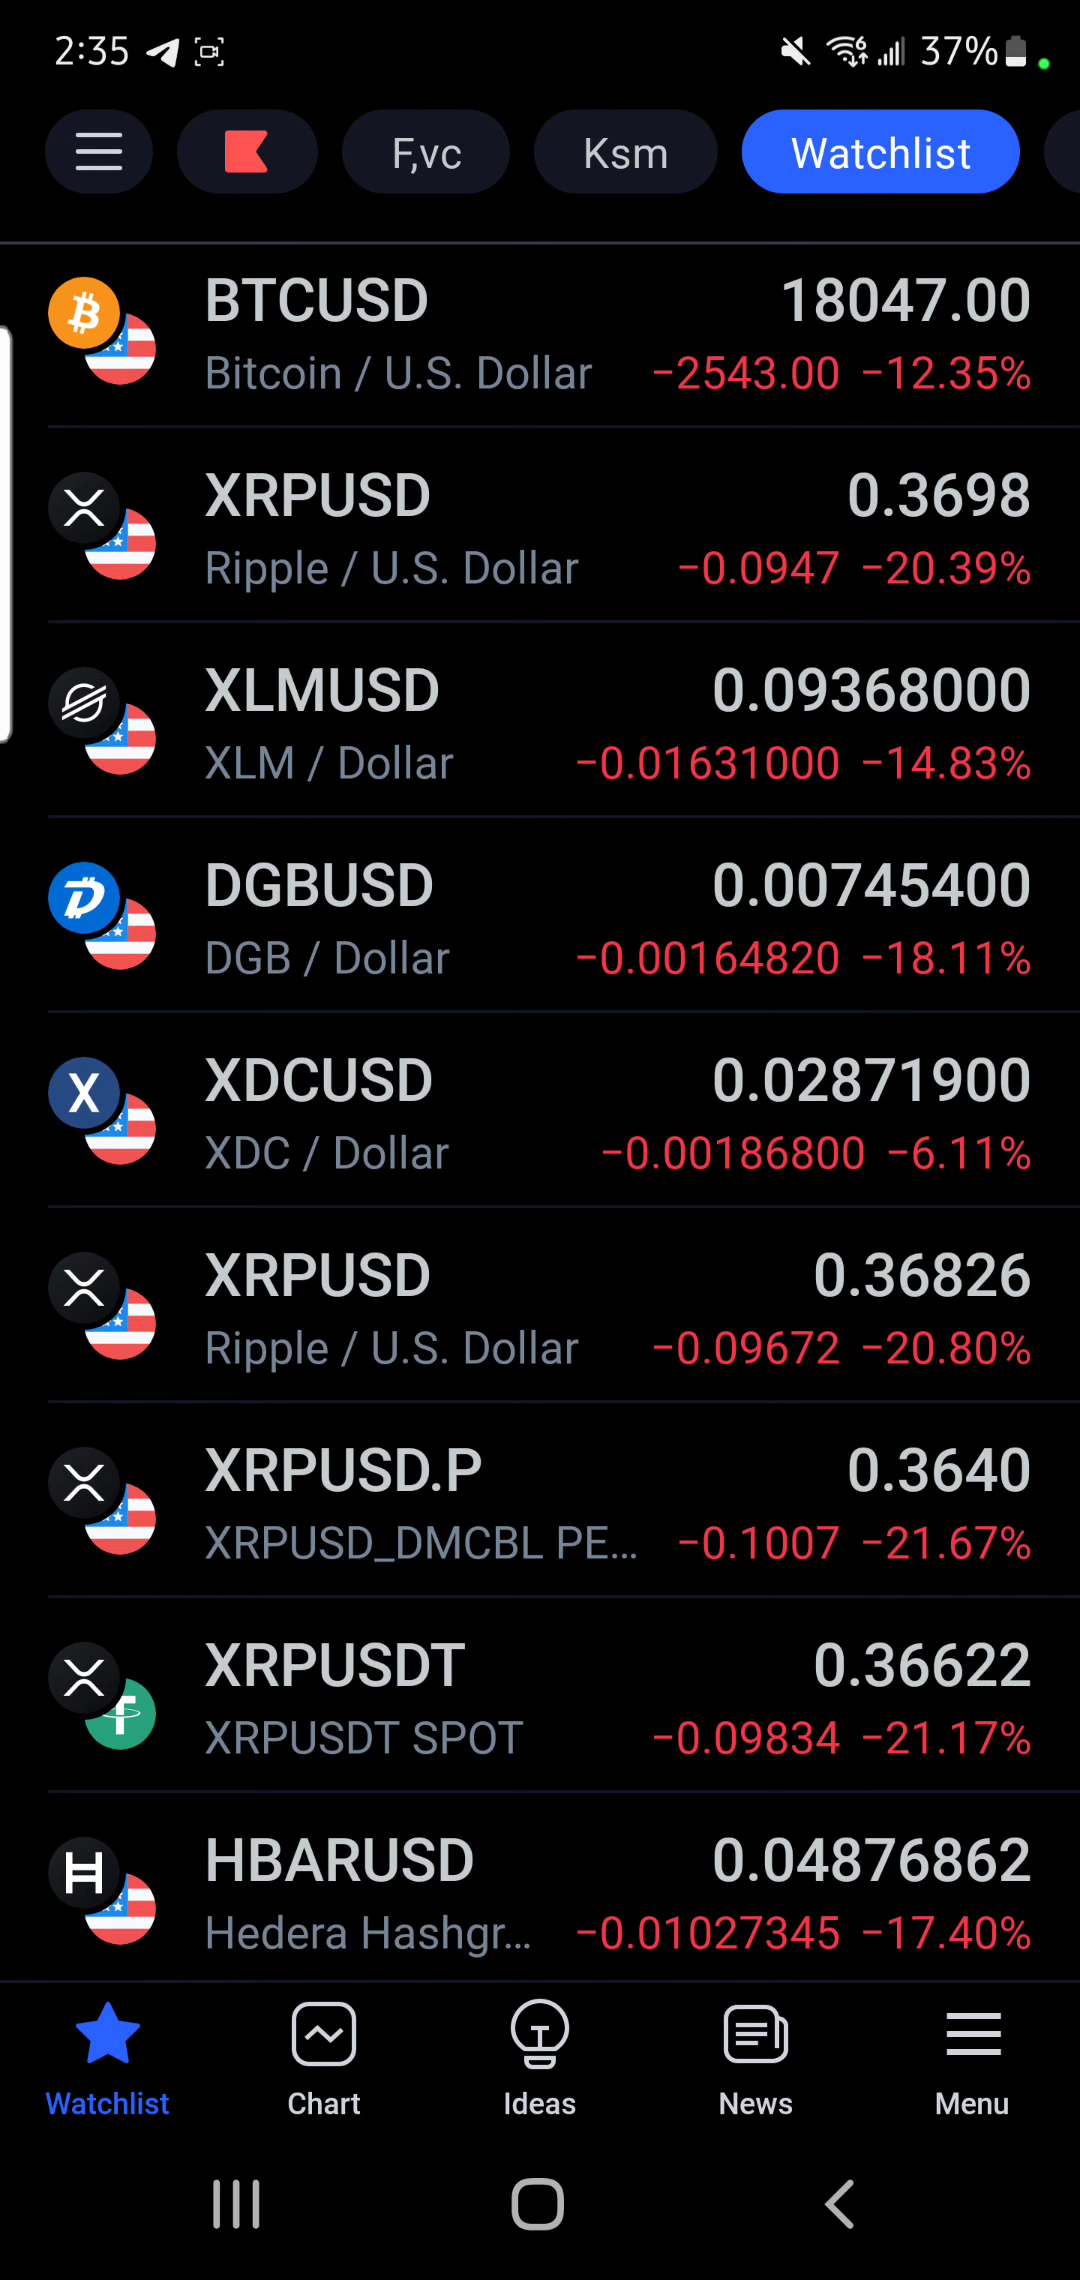 2:35 37%
F,vc Ksm Watchlist
BTCUSD 18047.00
Bitcoin / U.S. Dollar −2543.00 −12.35%
XRPUSD 0.3698
Ripple / U.S. Dollar −0.0947 −20.39%
XLMUSD 0.09368000
XLM / Dollar −0.01631000 −14.83%
DGBUSD 0.00745400
DGB / Dollar −0.00164820 −18.11%
XDCUSD 0.02871900
XDC / Dollar −0.00186800 −6.11%
XRPUSD 0.36826
Ripple / U.S. Dollar −0.09672 −20.80%
XRPUSD.P 0.3640
XRPUSD_DMCBL PE... −0.1007 −21.67%
XRPUSDT 0.36622
XRPUSDT SPOT −0.09834 −21.17%
HBARUSD 0.04876862
Hedera Hashgr... −0.01027345 −17.40%
Watchlist Chart Ideas News Menu